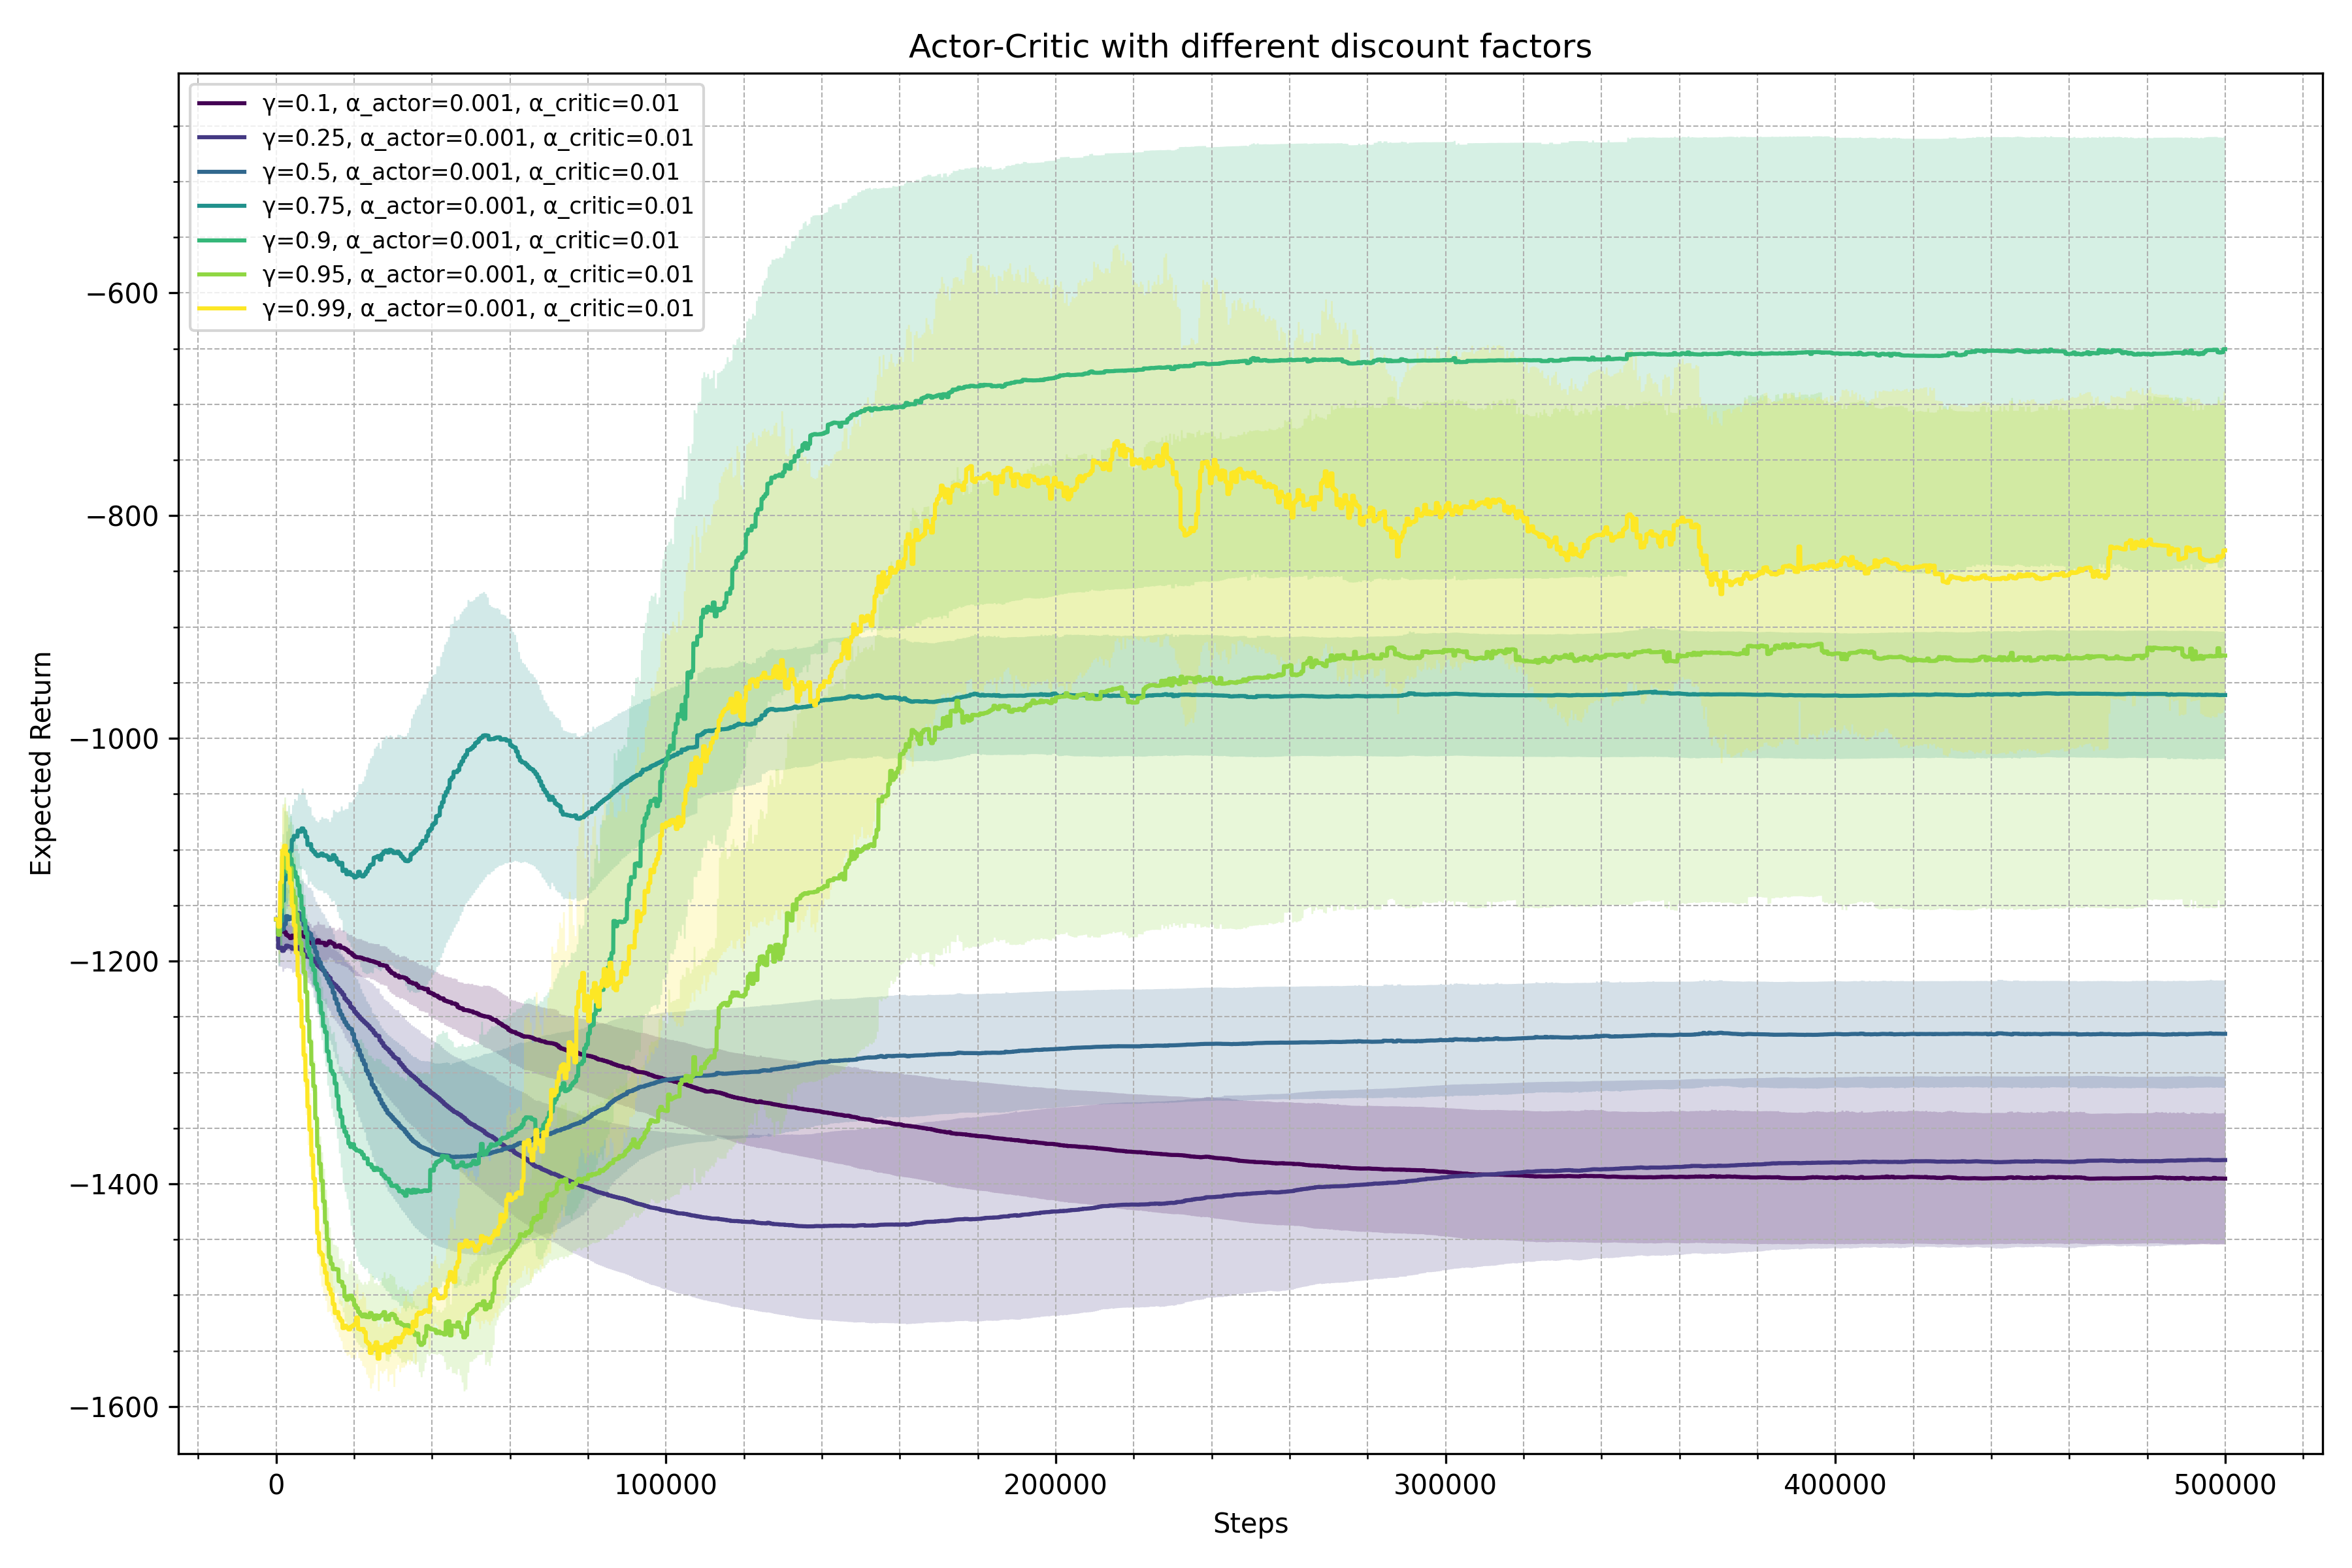 Actor-Critic with different discount factors
γ=0.1, α_actor=0.001, α_critic=0.01
γ=0.25, α_actor=0.001, α_critic=0.01
γ=0.5, α_actor=0.001, α_critic=0.01
γ=0.75, α_actor=0.001, α_critic=0.01
γ=0.9, α_actor=0.001, α_critic=0.01
γ=0.95, α_actor=0.001, α_critic=0.01
γ=0.99, α_actor=0.001, α_critic=0.01
Expected Return
−600
−800
−1000
−1200
−1400
−1600
0 100000 200000 300000 400000 500000
Steps